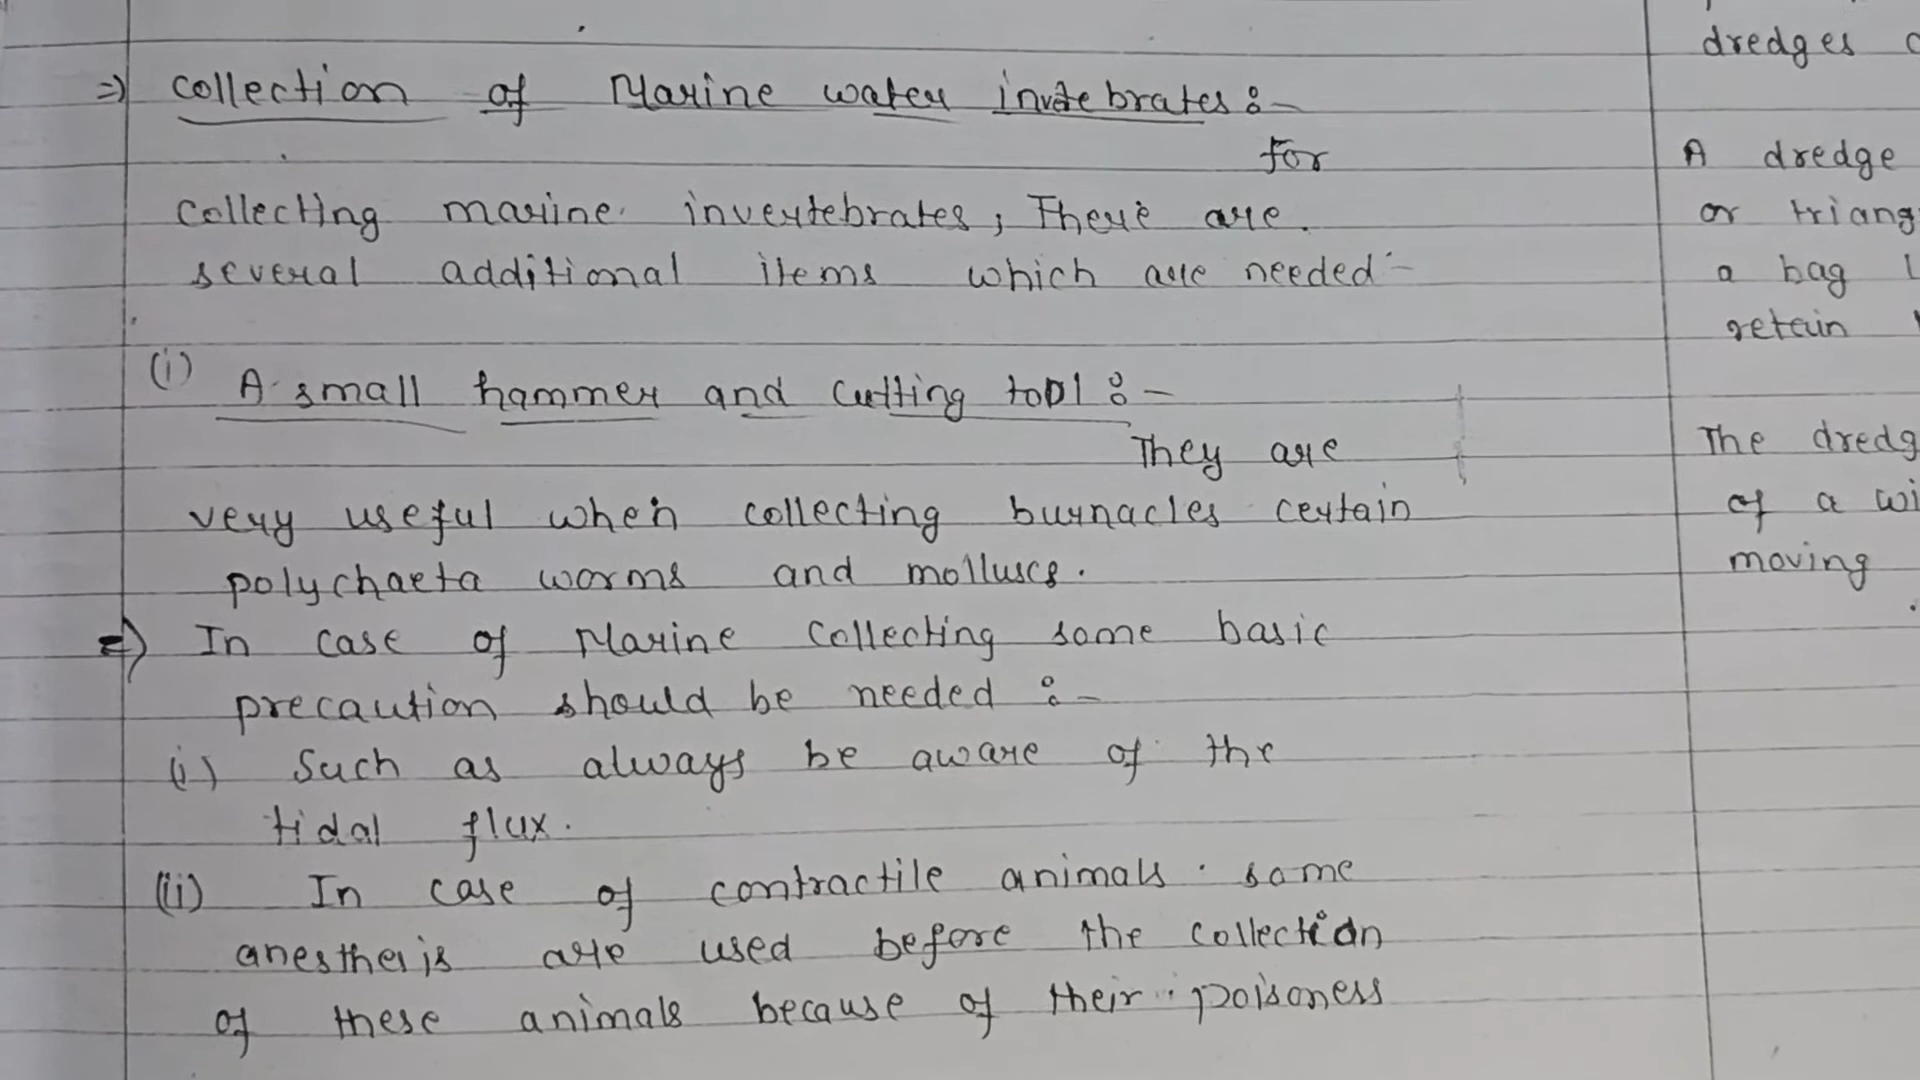 =) collection of Marine water invetebrates :-
for
collecting marine invertebrates, There are.
several additional items which are needed :-
(i) A small hammer and cutting tool :-
They are
very useful when collecting burnacles certain
polychaeta worms and molluscs.
=) In case of Marine collecting some basic
precaution should be needed :-
(i) Such as always be aware of the
tidal flux.
(ii) In case of contractile animals some
anestheis are used before the collection
of these animals because of their poisoness
dredges
A dredge
or triang
a bag
retain
The dredg
of a wi
moving